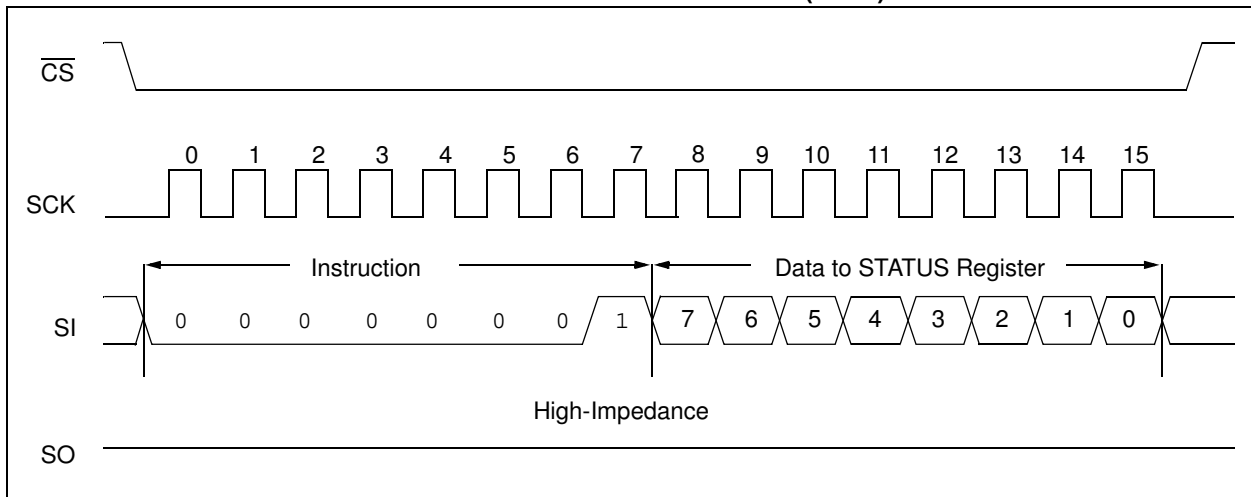 CS
0 1 2 3 4 5 6 7 8 9 10 11 12 13 14 15
SCK
Instruction Data to STATUS Register
SI 0 0 0 0 0 0 0 1 7 6 5 4 3 2 1 0
High-Impedance
SO